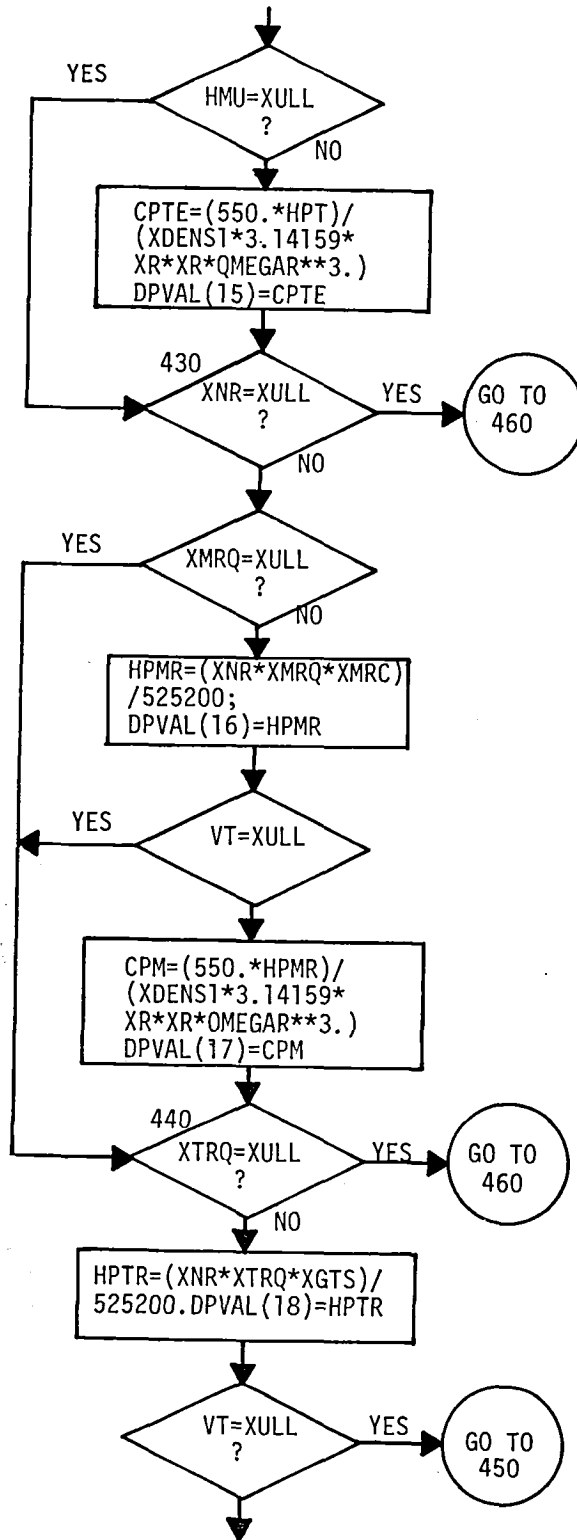 YES
HMU=XULL
?
NO
CPTE=(550.*HPT)/
(XDENS1*3.14159*
XR*XR*QMEGAR**3.)
DPVAL(15)=CPTE
430
XNR=XULL
?
YES
GO TO
460
NO
YES
XMRQ=XULL
?
NO
HPMR=(XNR*XMRQ*XMRC)
/525200;
DPVAL(16)=HPMR
YES
VT=XULL
CPM=(550.*HPMR)/
(XDENS1*3.14159*
XR*XR*OMEGAR**3.)
DPVAL(17)=CPM
440
XTRQ=XULL
?
YES
GO TO
460
NO
HPTR=(XNR*XTRQ*XGTS)/
525200.DPVAL(18)=HPTR
VT=XULL
?
YES
GO TO
450